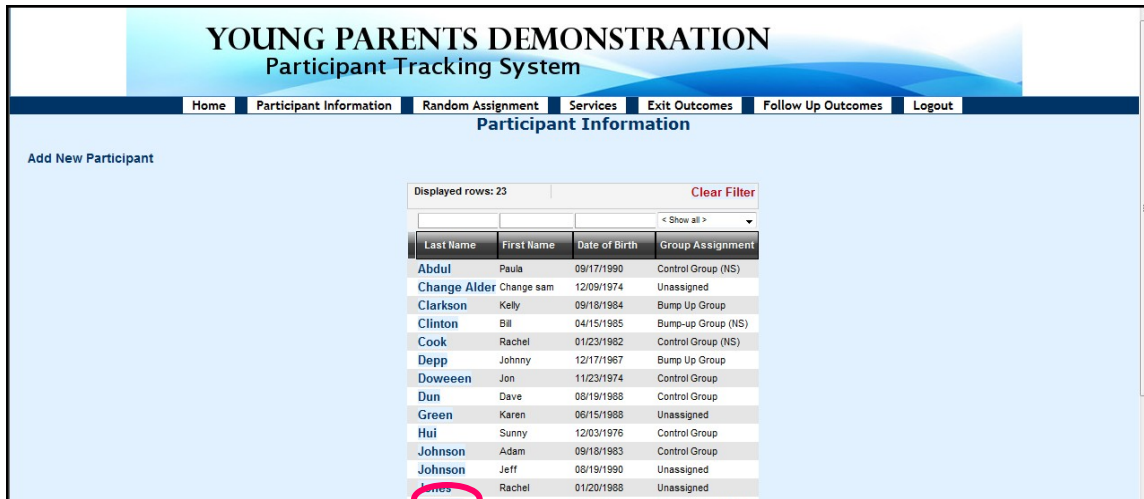 YOUNG PARENTS DEMONSTRATION
Participant Tracking System
Home Participant Information Random Assignment Services Exit Outcomes Follow Up Outcomes Logout
Participant Information
Add New Participant
Displayed rows: 23 Clear Filter
< Show all >
Last Name First Name Date of Birth Group Assignment
Abdul Paula 09/17/1990 Control Group (NS)
Change Alder Change sam 12/09/1974 Unassigned
Clarkson Kelly 09/18/1984 Bump Up Group
Clinton Bill 04/15/1985 Bump-up Group (NS)
Cook Rachel 01/23/1982 Control Group (NS)
Depp Johnny 12/17/1967 Bump Up Group
Doweeen Jon 11/23/1974 Control Group
Dun Dave 08/19/1988 Control Group
Green Karen 06/15/1988 Unassigned
Hui Sunny 12/03/1976 Control Group
Johnson Adam 09/18/1983 Control Group
Johnson Jeff 08/19/1990 Unassigned
Jones Rachel 01/20/1988 Unassigned